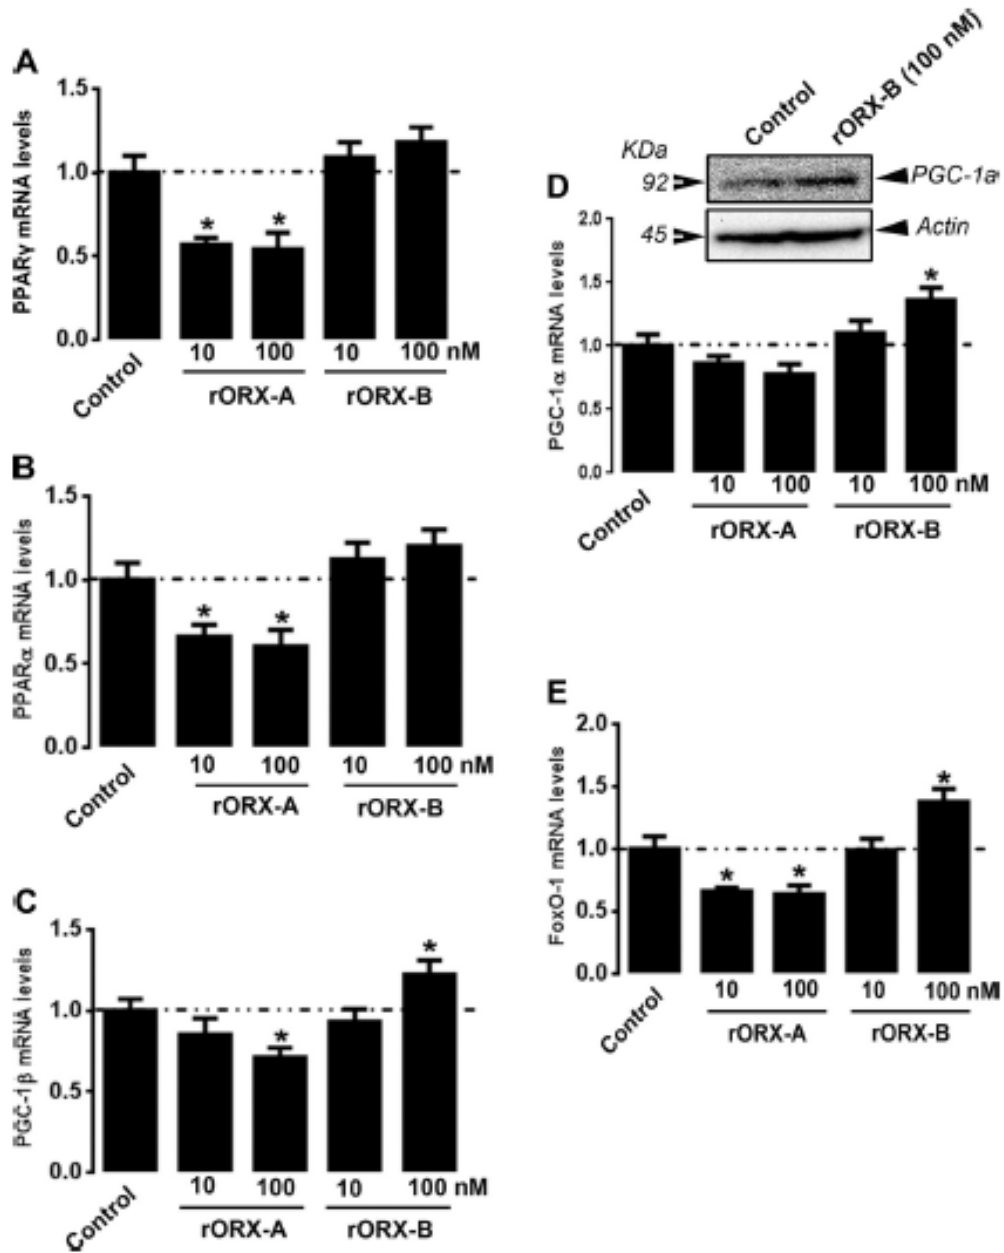 A
PPARγ mRNA levels
1.5
1.0
0.5
0.0
* *
Control
10 100 10 100 nM
rORX-A rORX-B
B
PPARα mRNA levels
1.5
1.0
0.5
0.0
* *
Control
10 100 10 100 nM
rORX-A rORX-B
C
PGC-1β mRNA levels
1.5
1.0
0.5
0.0
* *
Control
10 100 10 100 nM
rORX-A rORX-B
D
Control
rORX-B (100 nM)
KDa
92
PGC-1α
45
Actin
PGC-1α mRNA levels
2.0
1.5
1.0
0.5
0.0
*
Control
10 100 10 100 nM
rORX-A rORX-B
E
FoxO-1 mRNA levels
2.0
1.5
1.0
0.5
0.0
* * *
Control
10 100 10 100 nM
rORX-A rORX-B